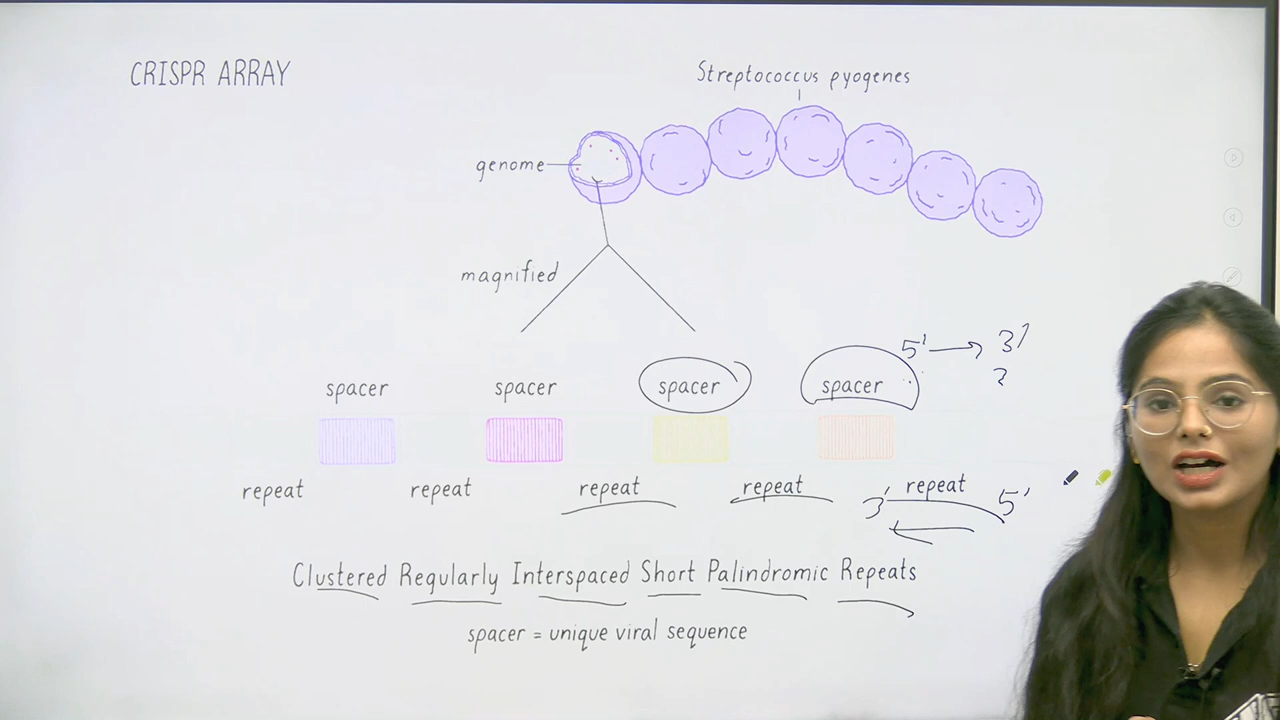 CRISPR ARRAY
Streptococcus pyogenes
genome
magnified
5' → 3'
3
spacer spacer spacer spacer
repeat repeat repeat repeat 3' repeat 5'
Clustered Regularly Interspaced Short Palindromic Repeats
spacer = unique viral sequence